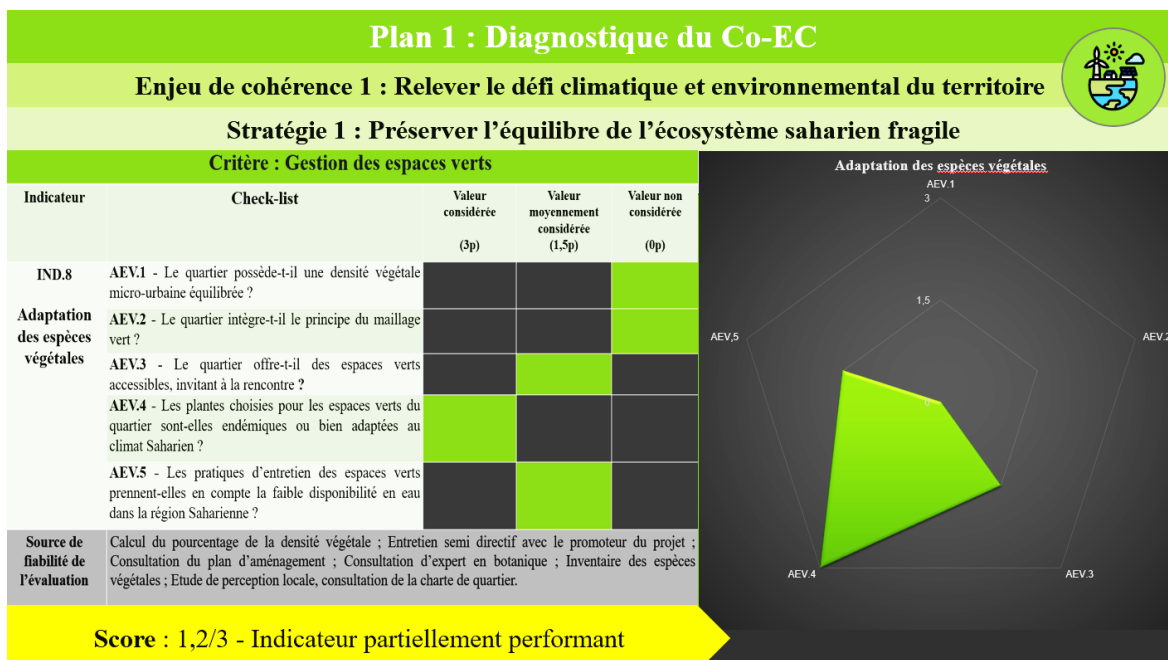 Plan 1 : Diagnostique du Co-EC
Enjeu de cohérence 1 : Relever le défi climatique et environnemental du territoire
Stratégie 1 : Préserver l'équilibre de l'écosystème saharien fragile
Critère : Gestion des espaces verts
Indicateur
Check-list
Valeur
considérée
(3p)
Valeur
moyennement
considérée
(1,5p)
Valeur non
considérée
(0p)
IND.8
Adaptation
des espèces
végétales
AEV.1 - Le quartier possède-t-il une densité végétale
micro-urbaine équilibrée ?
AEV.2 - Le quartier intègre-t-il le principe du maillage
vert ?
AEV.3 - Le quartier offre-t-il des espaces verts
accessibles, invitant à la rencontre ?
AEV.4 - Les plantes choisies pour les espaces verts du
quartier sont-elles endémiques ou bien adaptées au
climat Saharien ?
AEV.5 - Les pratiques d'entretien des espaces verts
prennent-elles en compte la faible disponibilité en eau
dans la région Saharienne ?
Source de
fiabilité de
l'évaluation
Calcul du pourcentage de la densité végétale ; Entretien semi directif avec le promoteur du projet ;
Consultation du plan d'aménagement ; Consultation d'expert en botanique ; Inventaire des espèces
végétales ; Etude de perception locale, consultation de la charte de quartier.
Score : 1,2/3 - Indicateur partiellement performant
Adaptation des espèces végétales
AEV.1
3
1,5
AEV,5
AEV.2
AEV.4
AEV.3